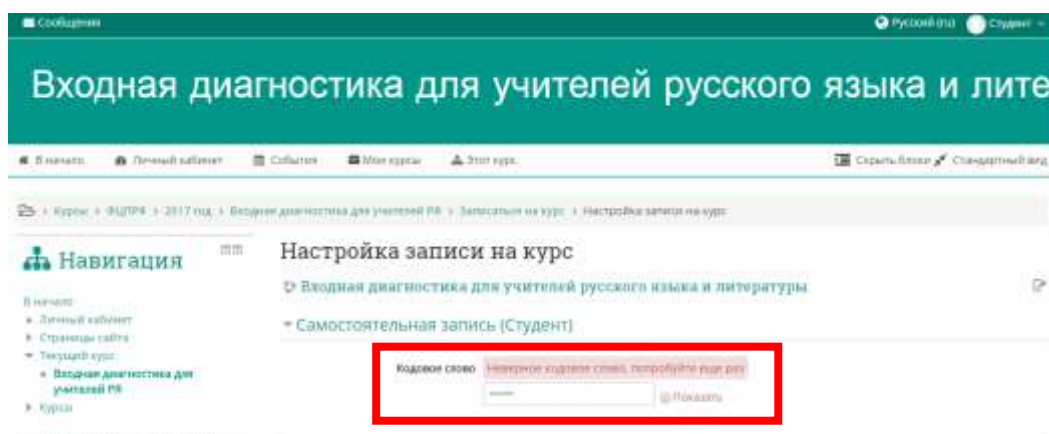 Сообщения
Русский (ru) Студент
Входная диагностика для учителей русского языка и лите
В начало Личный кабинет События Мои курсы Этот курс
Скрыть блоки Стандартный вид
Курсы ФЦПРЯ 2017 год Входная диагностика для учителей РЯ Записаться на курс Настройка записи на курс
Навигация
В начало
Личный кабинет
Страницы сайта
Текущий курс
Входная диагностика для
учителей РЯ
Курсы
Настройка записи на курс
Входная диагностика для учителей русского языка и литературы
Самостоятельная запись (Студент)
Кодовое слово Неверное кодовое слово, попробуйте еще раз
Показать